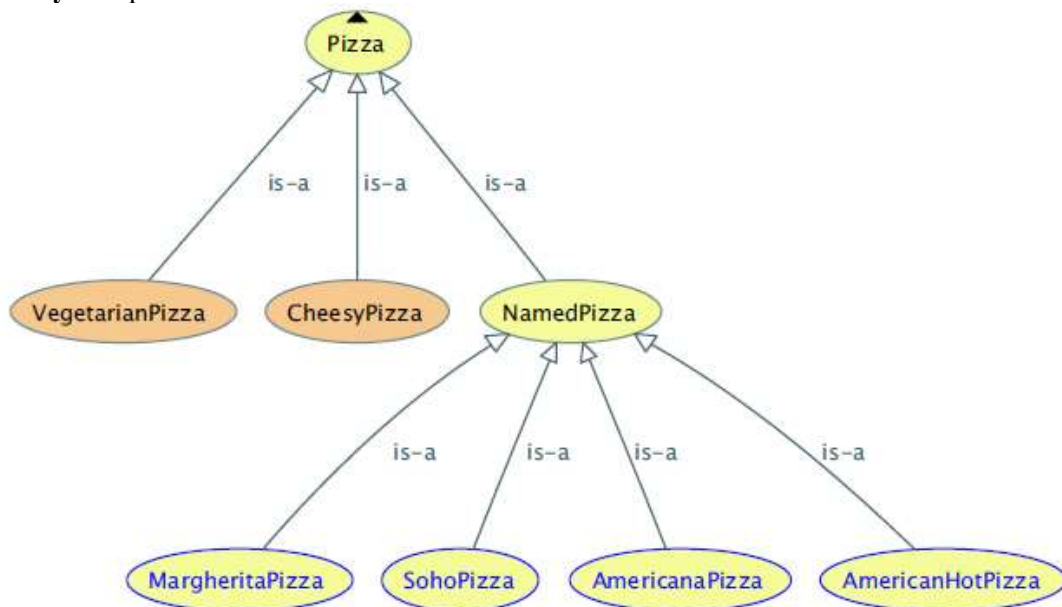 Pizza
is-a is-a is-a
VegetarianPizza CheesyPizza NamedPizza
is-a is-a is-a is-a
MargheritaPizza SohoPizza AmericanaPizza AmericanHotPizza